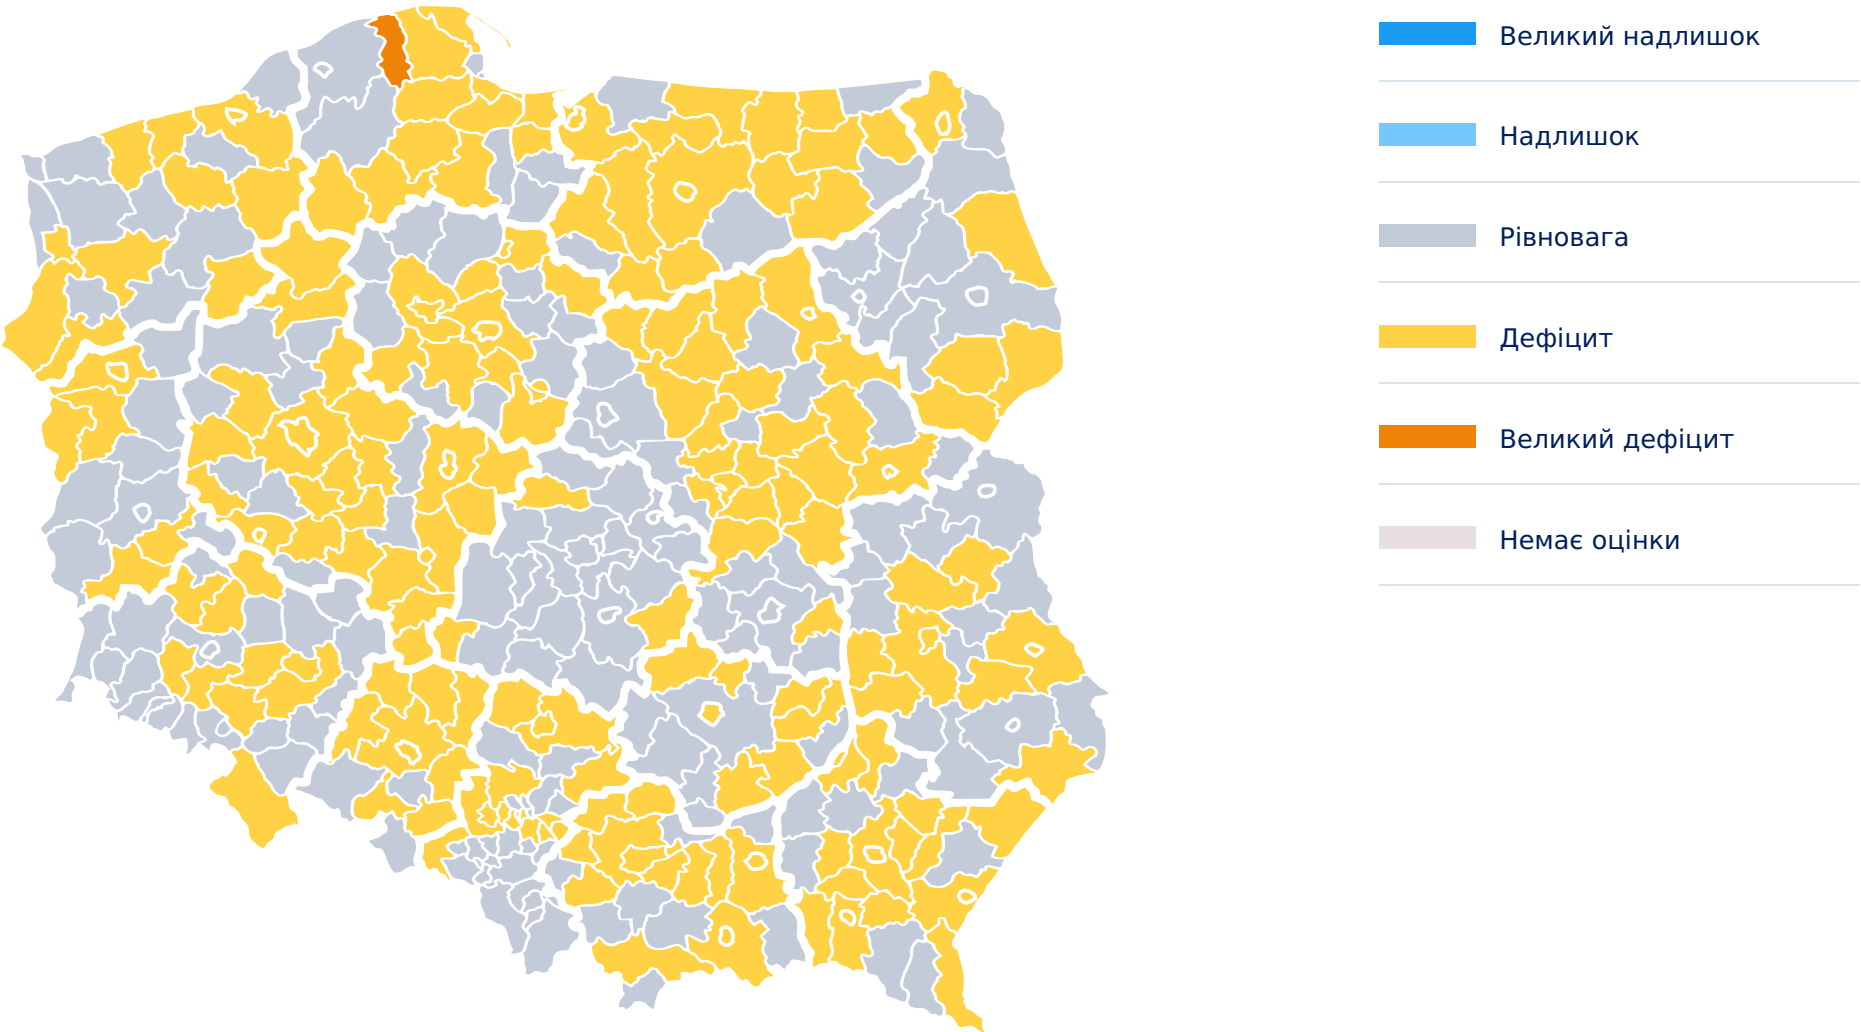 Великий надлишок
Надлишок
Рівновага
Дефіцит
Великий дефіцит
Немає оцінки